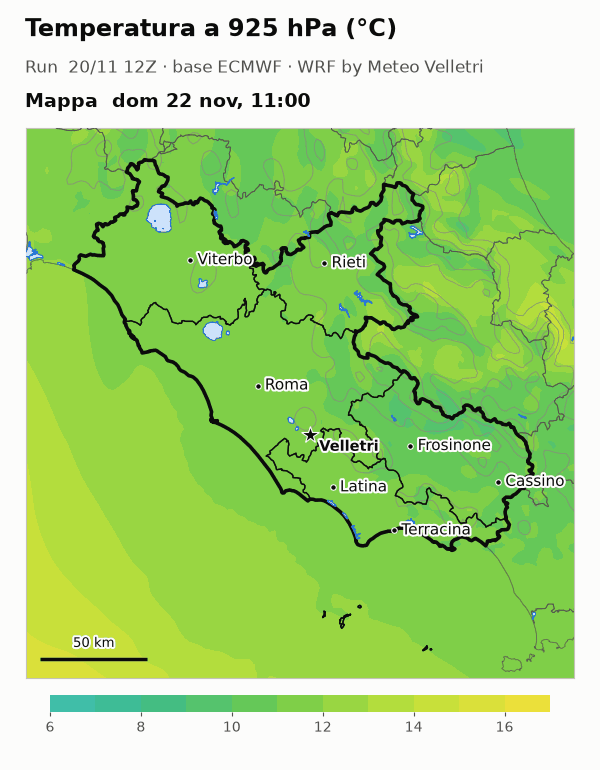 Temperatura a 925 hPa (°C)
Run  20/11 12Z · base ECMWF · WRF by Meteo Velletri
Mappa  dom 22 nov, 11:00
Viterbo
Rieti
Roma
Velletri
Frosinone
Latina
Cassino
Terracina
50 km
6 8 10 12 14 16